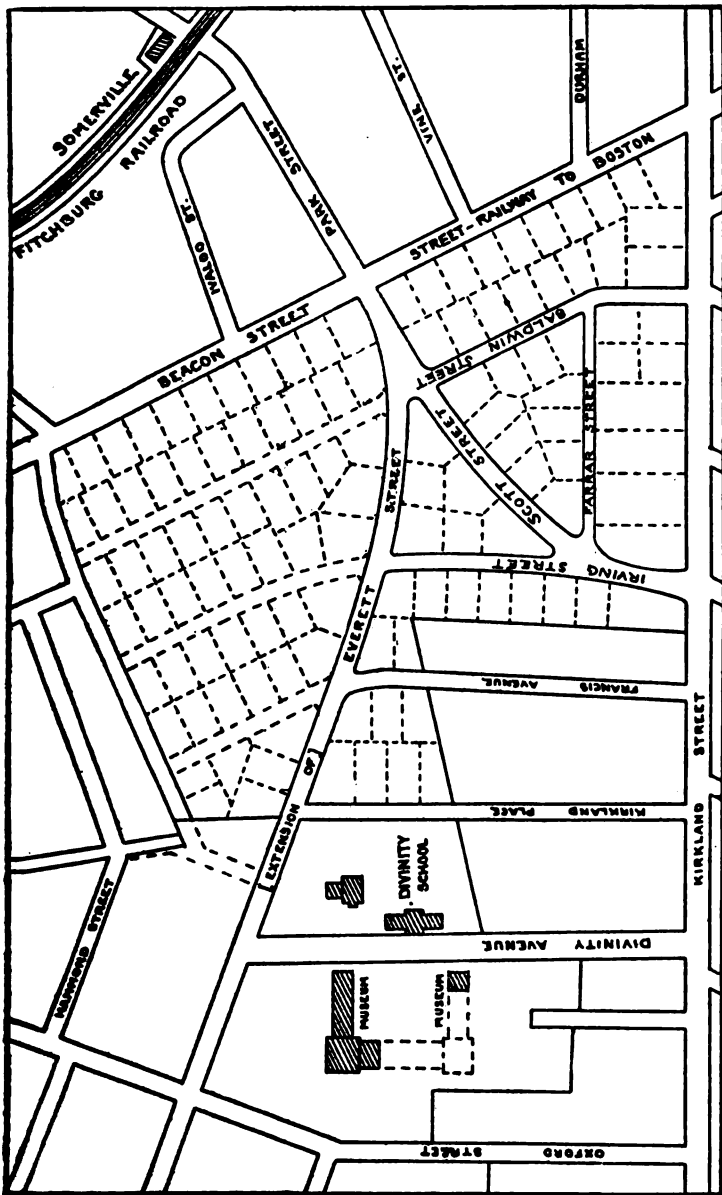 SOMERVILLE
FITCHBURG RAILROAD
WALDO ST.
PARK STREET
VINE ST.
DURHAM
BEACON STREET
STREET-RAILWAY TO BOSTON
BALDWIN STREET
SCOTT STREET
FARRAR STREET
IRVING STREET
EXTENSION OF EVERETT STREET
FRANCIS AVENUE
KIRKLAND PLACE
KIRKLAND STREET
DIVINITY
SCHOOL
DIVINITY AVENUE
HAMMOND STREET
MUSEUM
MUSEUM
OXFORD STREET